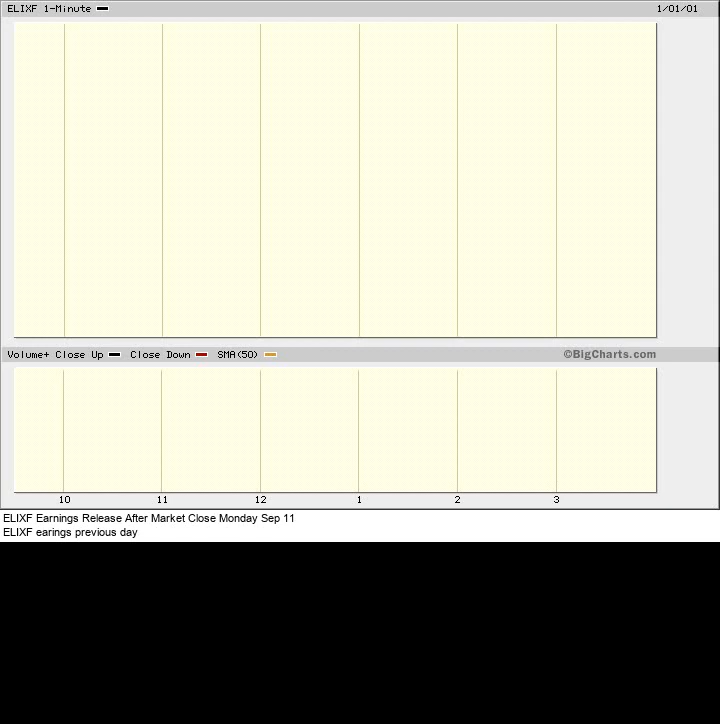 ELIXF 1-Minute 1/01/01
Volume+ Close Up Close Down SMA(50) ©BigCharts.com
10 11 12 1 2 3
ELIXF Earnings Release After Market Close Monday Sep 11
ELIXF earings previous day